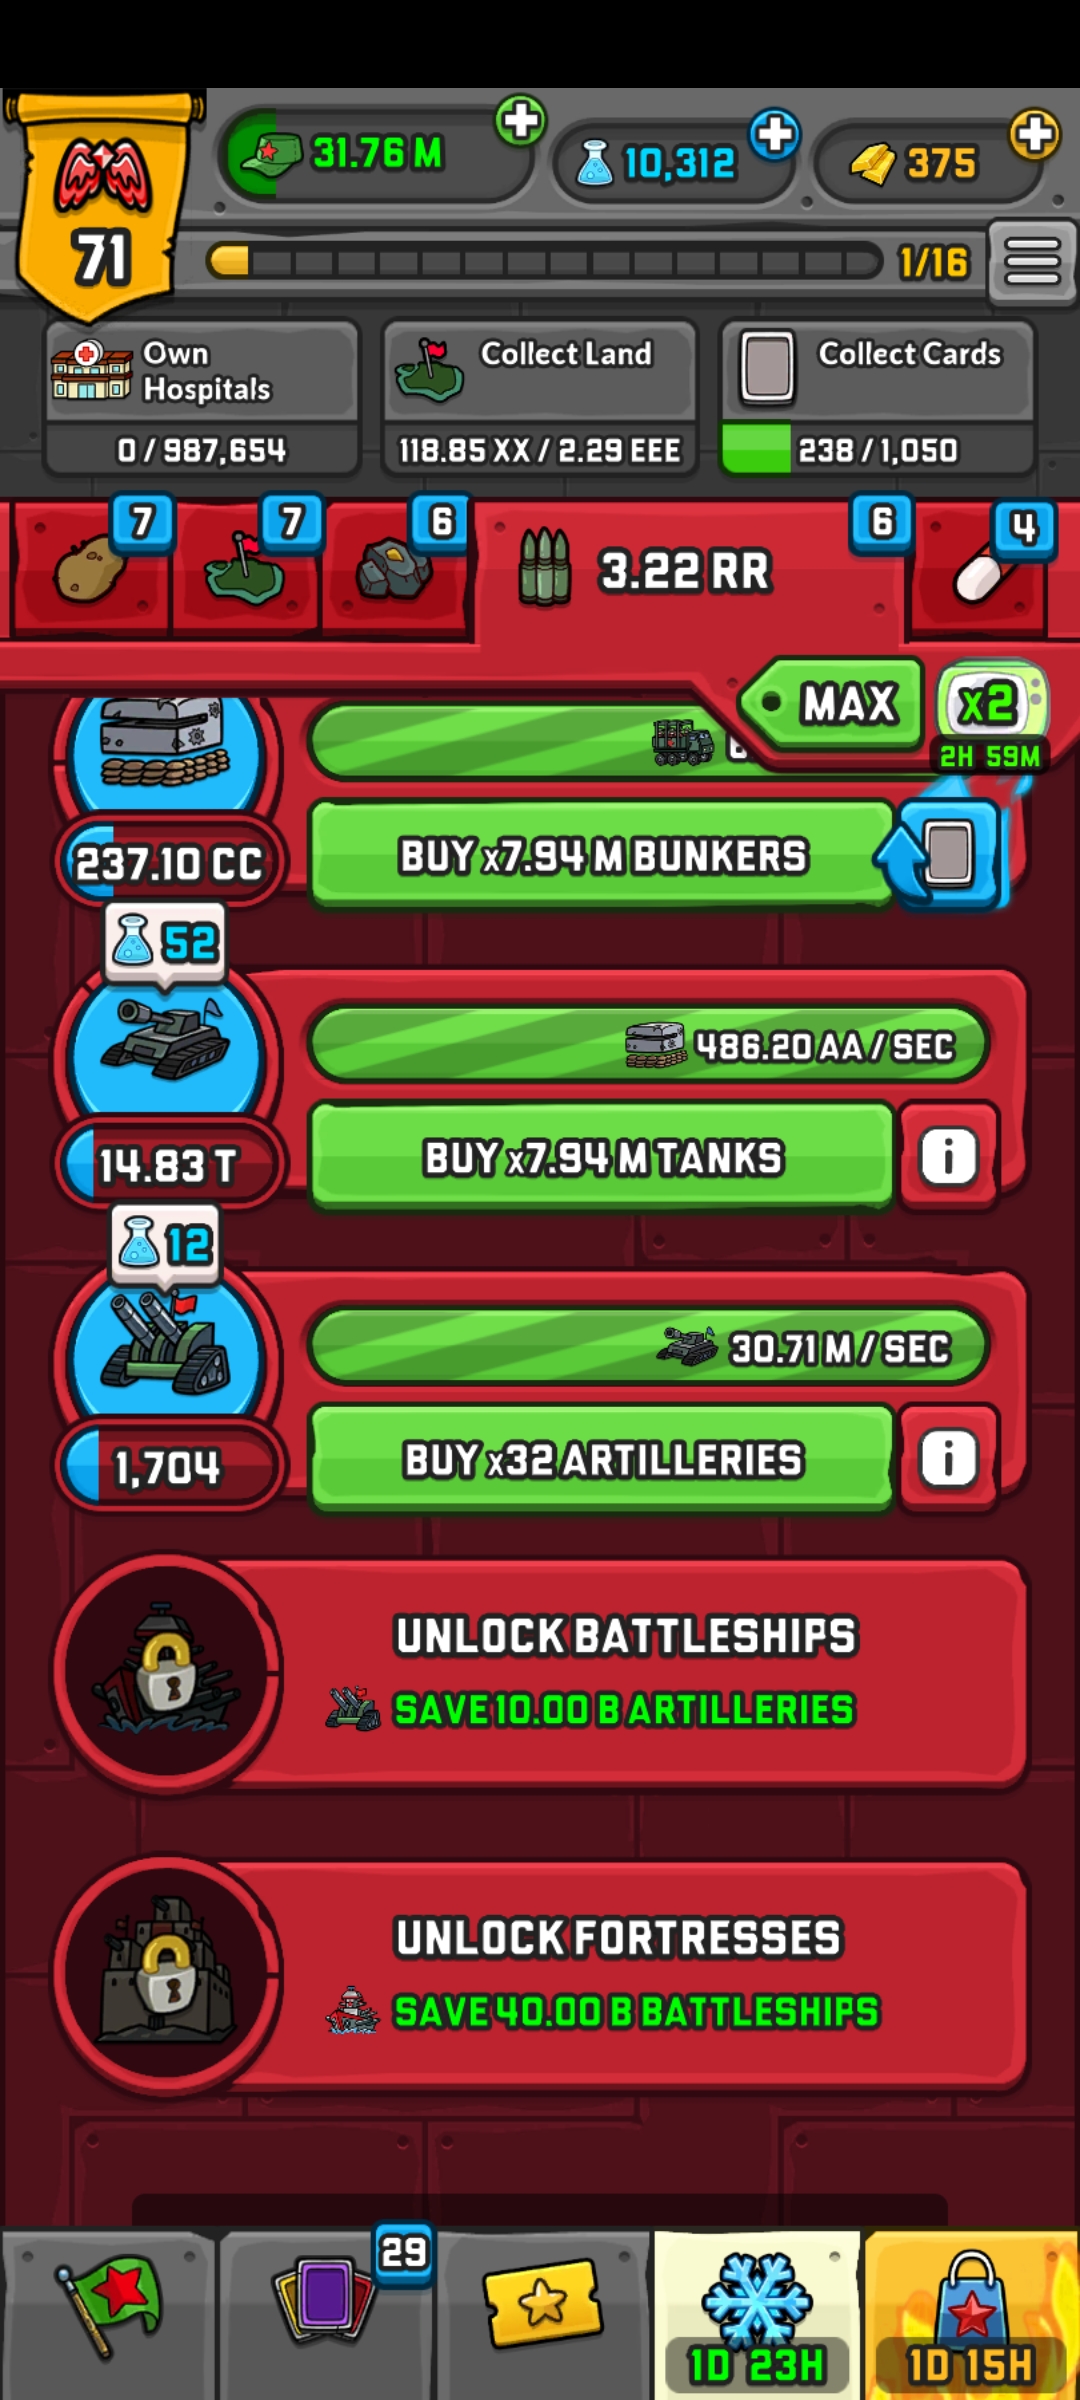 31.76 M
10,312
375
71
1/16
Own
Hospitals
0 / 987,654
Collect Land
118.85 XX / 2.29 EEE
Collect Cards
238 / 1,050
7
7
6
3.22 RR
6
4
MAX
x2
2H 59M
237.10 CC
BUY x7.94 M BUNKERS
52
486.20 AA / SEC
14.83 T
BUY x7.94 M TANKS
i
12
30.71 M / SEC
1,704
BUY x32 ARTILLERIES
i
UNLOCK BATTLESHIPS
SAVE 10.00 B ARTILLERIES
UNLOCK FORTRESSES
SAVE 40.00 B BATTLESHIPS
29
1D 23H
1D 15H